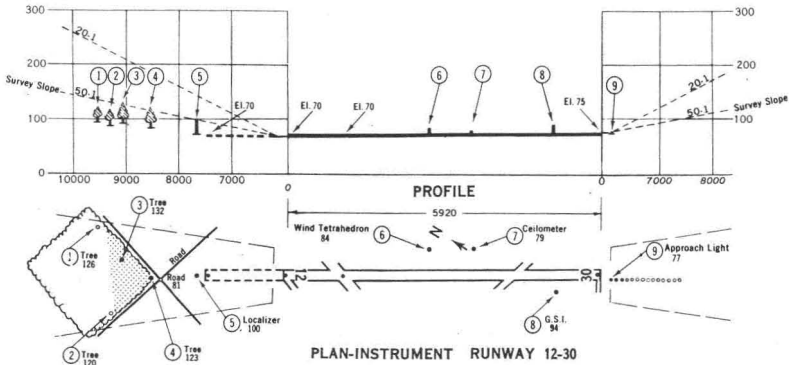 300
300
20:1
20:1
1
2
3
4
5
6
7
8
9
200
200
Survey Slope
50:1
El. 70
El. 70
El. 70
El. 75
50:1
Survey Slope
100
100
0
0
10000
9000
8000
7000
0
PROFILE
0
7000
8000
5920
3 Tree
132
Wind Tetrahedron
84
6
N
7 Ceilometer
79
1 Tree
126
Road
Road
81
12
30
9 Approach Light
77
5 Localizer
100
8 G.S.I.
94
2 Tree
120
4 Tree
123
PLAN-INSTRUMENT RUNWAY 12-30